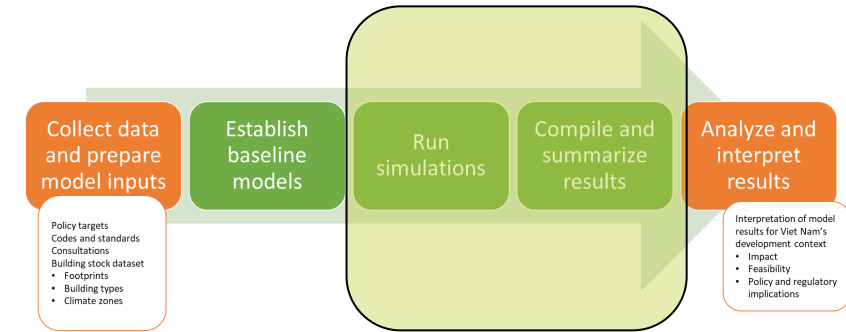 Collect data
and prepare
model inputs
Establish
baseline
models
Run
simulations
Compile and
summarize
results
Analyze and
interpret
results
Policy targets
Codes and standards
Consultations
Building stock dataset
• Footprints
• Building types
• Climate zones
Interpretation of model
results for Viet Nam's
development context
• Impact
• Feasibility
• Policy and regulatory
implications